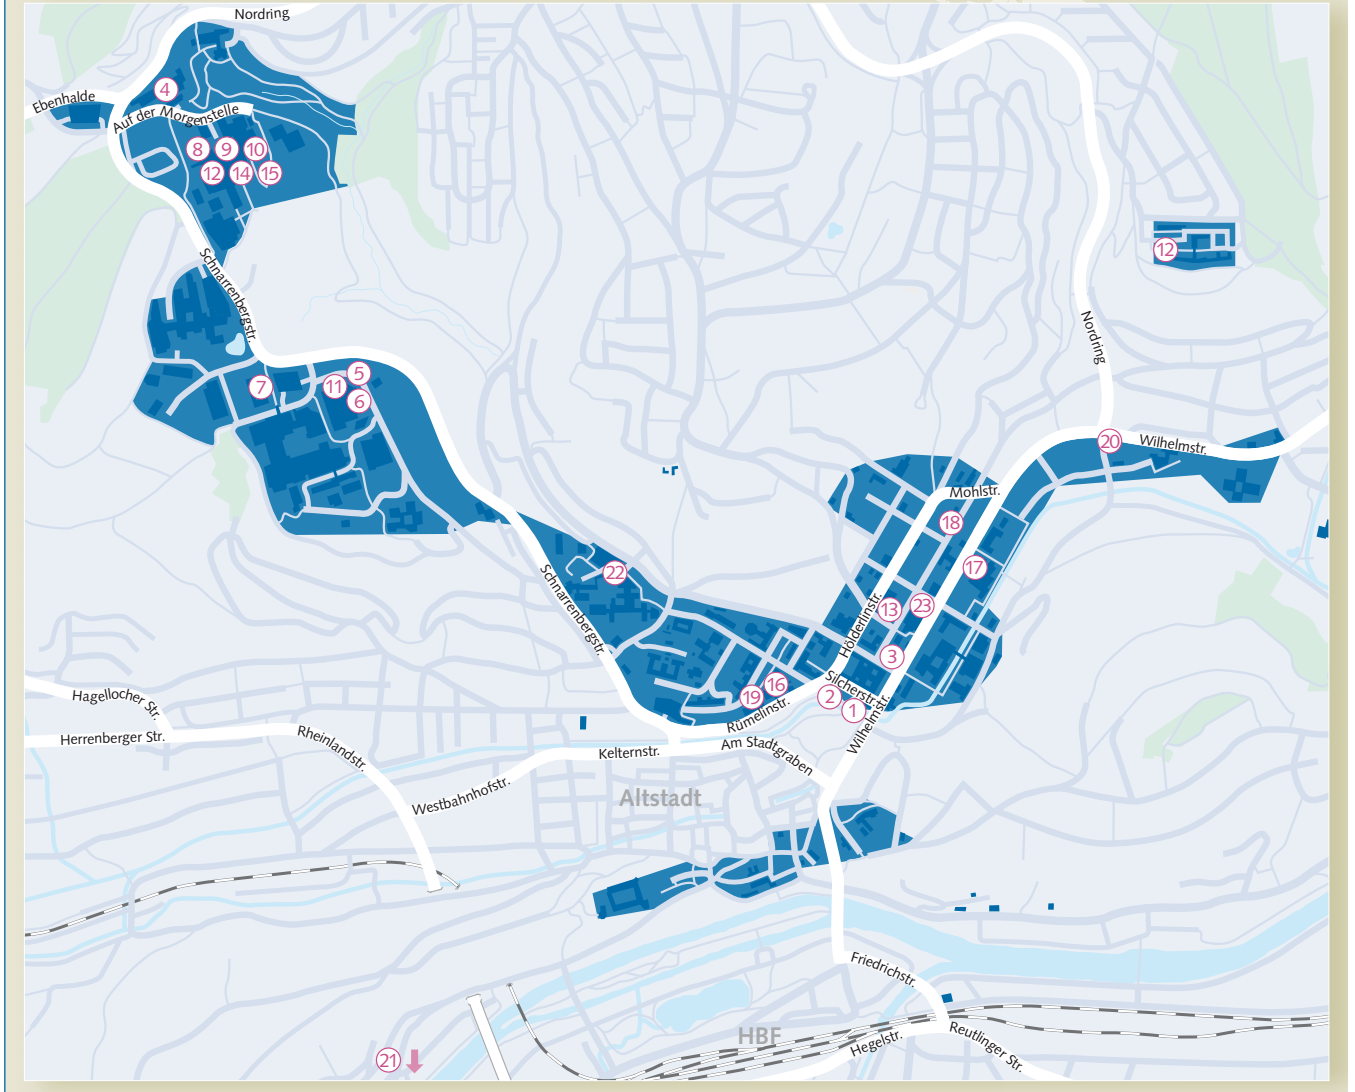 Nordring
4
Ebenhalde
Auf der Morgenstelle
8 9 10
12 14 15
12
Schnarrenbergstr.
Nordring
5
7 11
6
20 Wilhelmstr.
Mohlstr.
18
17
22
Schnarrenbergstr.
Hölderlinstr.
13 23
3
Silcherstr.
16
19 2
1
Rümelinstr.
Wilhelmstr.
Hagellocher Str.
Herrenberger Str.
Rheinlandstr.
Kelternstr.
Am Stadtgraben
Westbahnhofstr.
Altstadt
Friedrichstr.
HBF
Hegelstr.
Reutlinger Str.
21